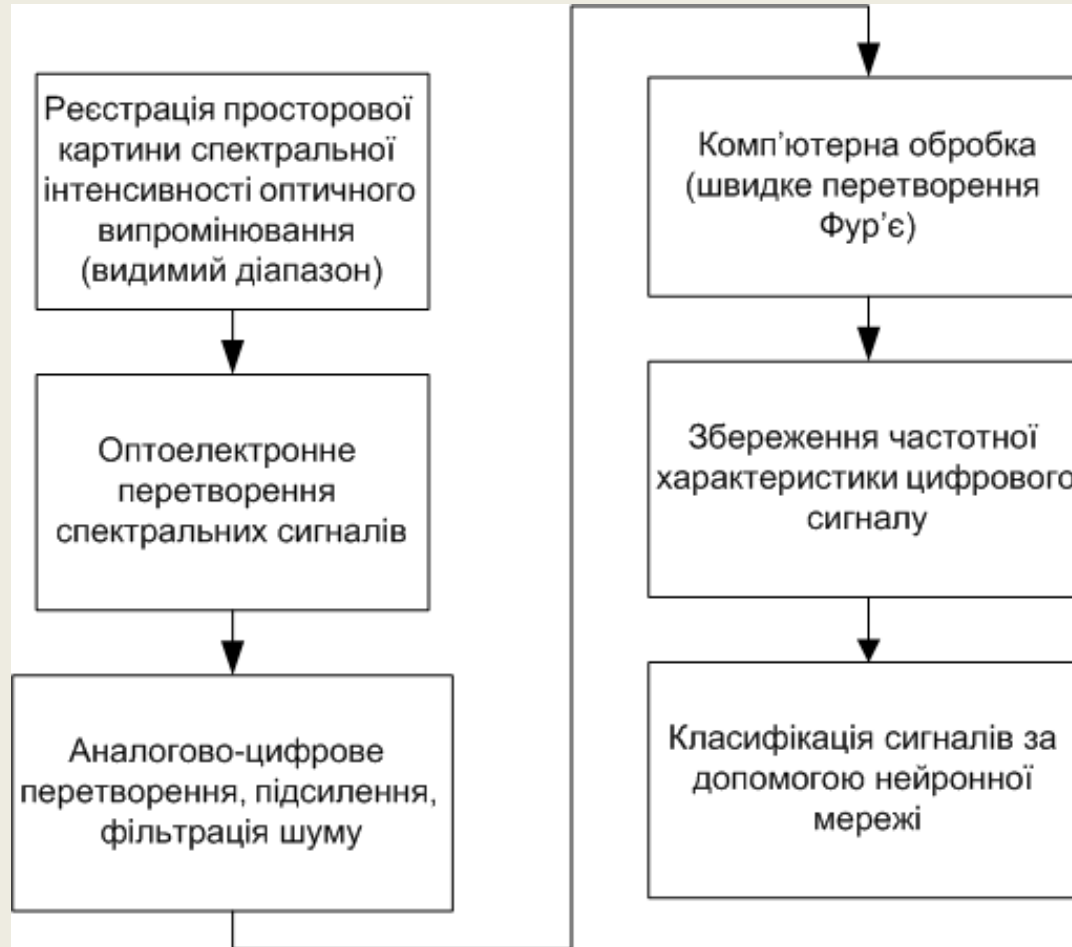 Реєстрація просторової
картини спектральної
інтенсивності оптичного
випромінювання
(видимий діапазон)
Оптоелектронне
перетворення
спектральних сигналів
Аналогово-цифрове
перетворення, підсилення,
фільтрація шуму
Комп’ютерна обробка
(швидке перетворення
Фур’є)
Збереження частотної
характеристики цифрового
сигналу
Класифікація сигналів за
допомогою нейронної
мережі